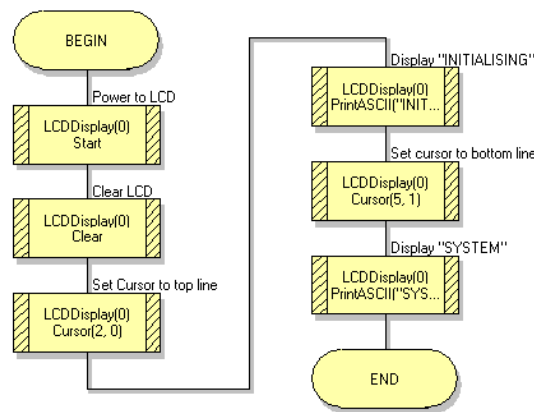 BEGIN
Power to LCD
LCDDisplay(0)
Start
Clear LCD
LCDDisplay(0)
Clear
Set Cursor to top line
LCDDisplay(0)
Cursor(2, 0)
Display "INITIALISING"
LCDDisplay(0)
PrintASCII("INIT...
Set cursor to bottom line
LCDDisplay(0)
Cursor(5, 1)
Display "SYSTEM"
LCDDisplay(0)
PrintASCII("SYS...
END